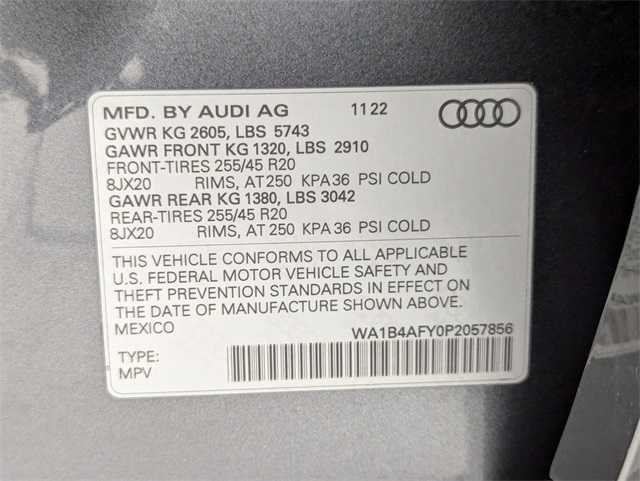 MFD. BY AUDI AG 11 22
GVWR KG 2605, LBS 5743
GAWR FRONT KG 1320, LBS 2910
FRONT-TIRES 255/45 R20
8JX20 RIMS, AT 250 KPA 36 PSI COLD
GAWR REAR KG 1380, LBS 3042
REAR-TIRES 255/45 R20
8JX20 RIMS, AT 250 KPA 36 PSI COLD
THIS VEHICLE CONFORMS TO ALL APPLICABLE
U.S. FEDERAL MOTOR VEHICLE SAFETY AND
THEFT PREVENTION STANDARDS IN EFFECT ON
THE DATE OF MANUFACTURE SHOWN ABOVE.
MEXICO WA1B4AFY0P2057856
TYPE:
MPV